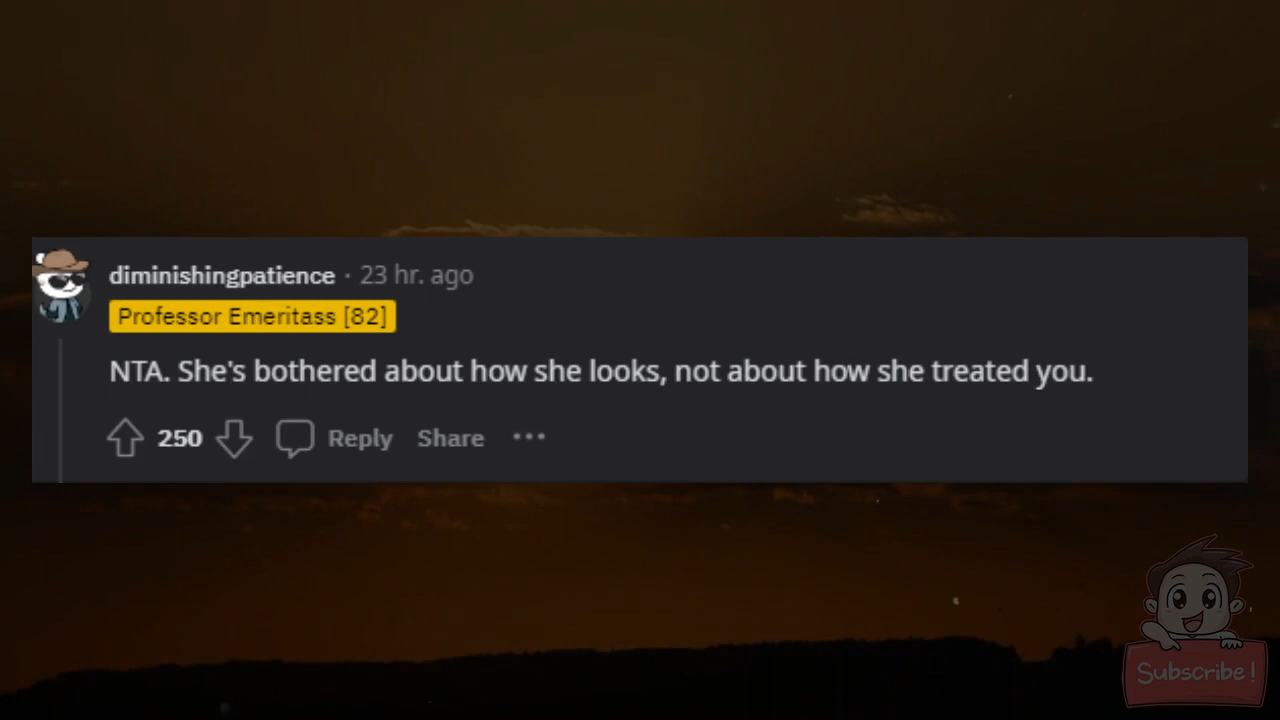 diminishingpatience · 23 hr. ago
Professor Emeritass [82]
NTA. She's bothered about how she looks, not about how she treated you.
250 Reply Share ···
Subscribe!